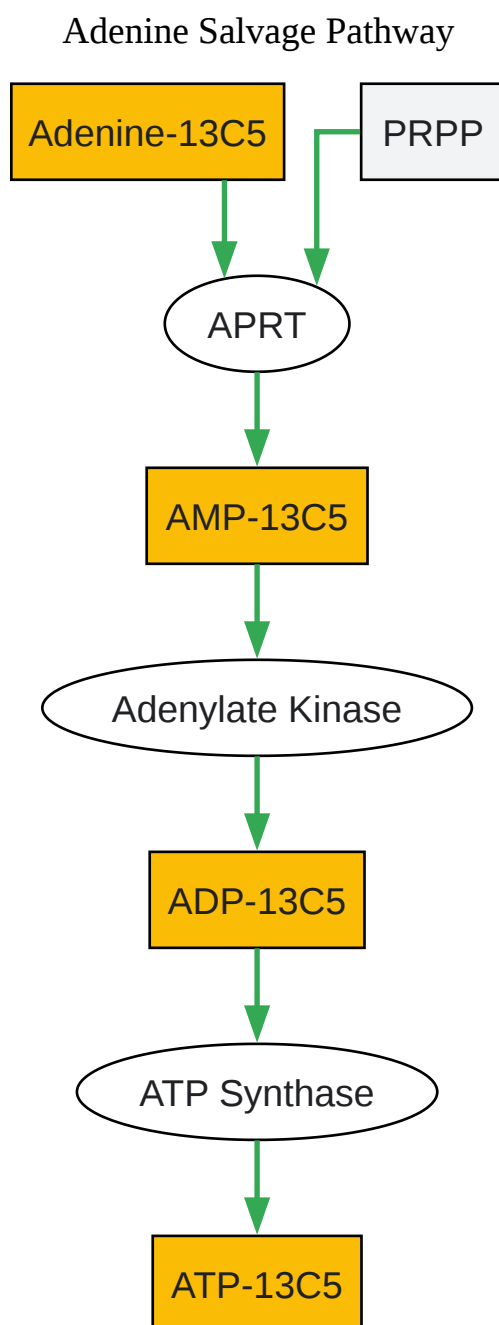 Adenine Salvage Pathway
Adenine-13C5
PRPP
APRT
AMP-13C5
Adenylate Kinase
ADP-13C5
ATP Synthase
ATP-13C5